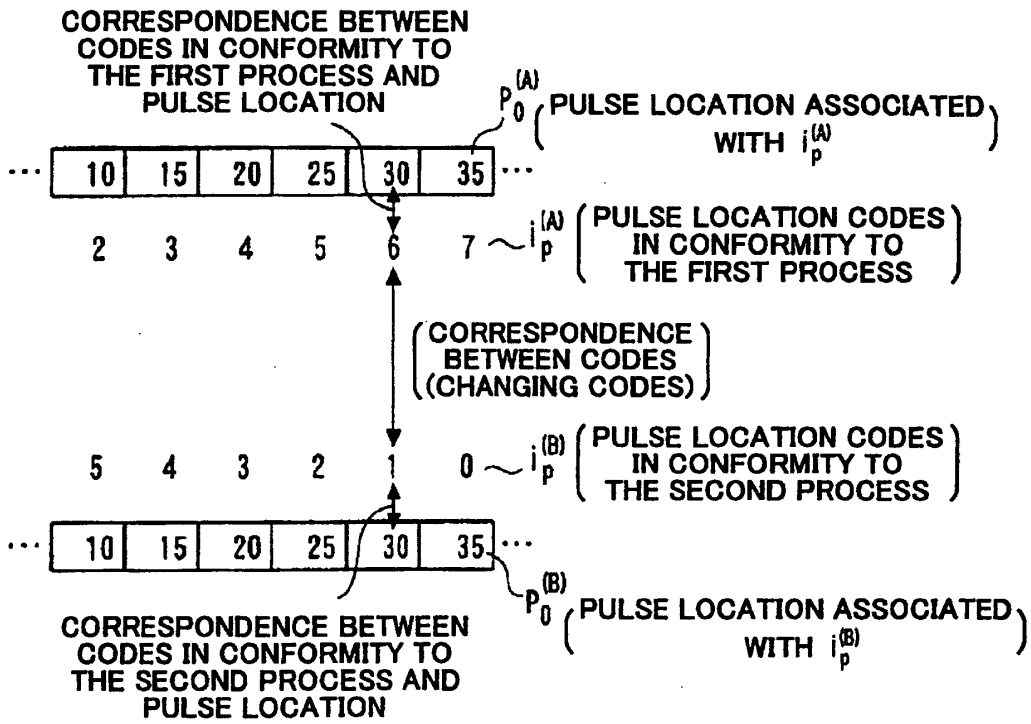 CORRESPONDENCE BETWEEN
CODES IN CONFORMITY TO
THE FIRST PROCESS AND
PULSE LOCATION
P0(A) (PULSE LOCATION ASSOCIATED
WITH ip(A))
··· 10 15 20 25 30 35 ···
2 3 4 5 6 7 ~ ip(A) (PULSE LOCATION CODES
IN CONFORMITY TO
THE FIRST PROCESS)
(CORRESPONDENCE
BETWEEN CODES
(CHANGING CODES))
5 4 3 2 1 0 ~ ip(B) (PULSE LOCATION CODES
IN CONFORMITY TO
THE SECOND PROCESS)
··· 10 15 20 25 30 35 ···
P0(B) (PULSE LOCATION ASSOCIATED
WITH ip(B))
CORRESPONDENCE BETWEEN
CODES IN CONFORMITY TO
THE SECOND PROCESS AND
PULSE LOCATION